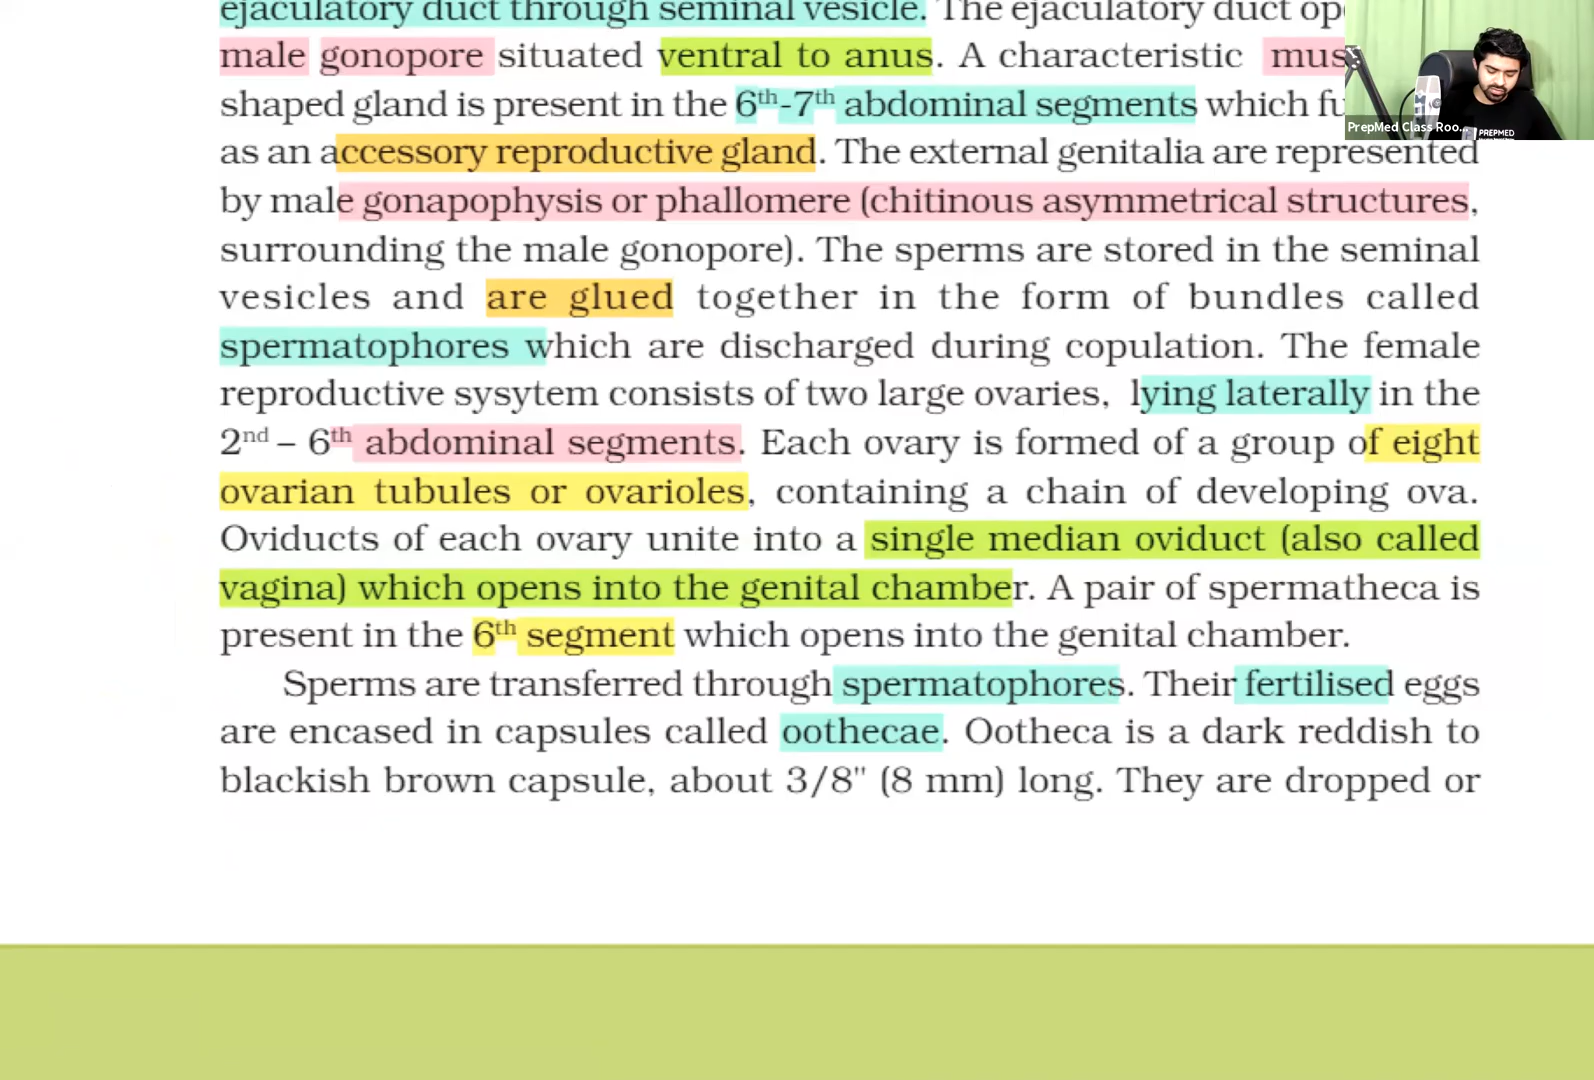 ejaculatory duct through seminal vesicle. The ejaculatory duct
male gonopore situated ventral to anus. A characteristic
shaped gland is present in the 6th-7th abdominal segments which
PrepMed Class Roo...
PREPMED
as an accessory reproductive gland. The external genitalia are represented
by male gonapophysis or phallomere (chitinous asymmetrical structures,
surrounding the male gonopore). The sperms are stored in the seminal
vesicles and are glued together in the form of bundles called
spermatophores which are discharged during copulation. The female
reproductive sysytem consists of two large ovaries, lying laterally in the
2nd – 6th abdominal segments. Each ovary is formed of a group of eight
ovarian tubules or ovarioles, containing a chain of developing ova.
Oviducts of each ovary unite into a single median oviduct (also called
vagina) which opens into the genital chamber. A pair of spermatheca is
present in the 6th segment which opens into the genital chamber.
Sperms are transferred through spermatophores. Their fertilised eggs
are encased in capsules called oothecae. Ootheca is a dark reddish to
blackish brown capsule, about 3/8" (8 mm) long. They are dropped or